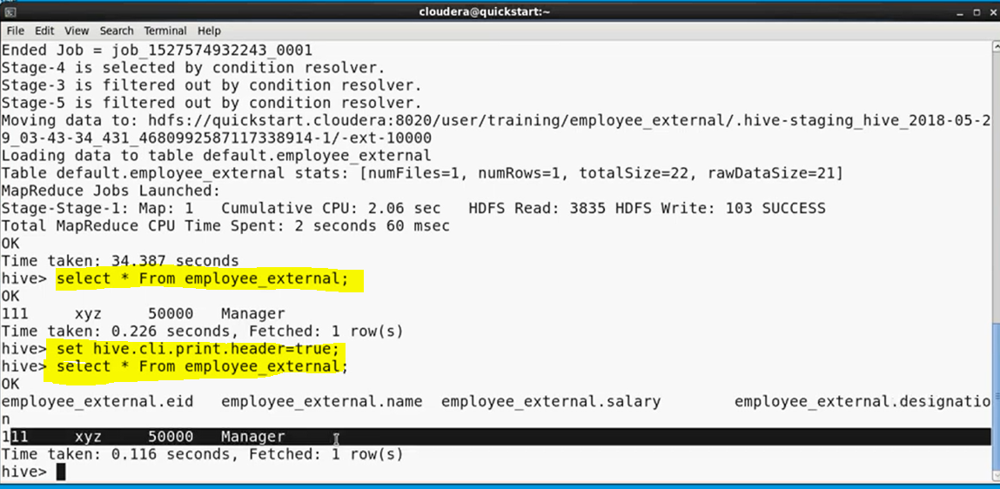 cloudera@quickstart:~
File Edit View Search Terminal Help
Ended Job = job_1527574932243_0001
Stage-4 is selected by condition resolver.
Stage-3 is filtered out by condition resolver.
Stage-5 is filtered out by condition resolver.
Moving data to: hdfs://quickstart.cloudera:8020/user/training/employee_external/.hive-staging_hive_2018-05-2
9_03-43-34_431_4680992587117338914-1/-ext-10000
Loading data to table default.employee_external
Table default.employee_external stats: [numFiles=1, numRows=1, totalSize=22, rawDataSize=21]
MapReduce Jobs Launched:
Stage-Stage-1: Map: 1   Cumulative CPU: 2.06 sec   HDFS Read: 3835 HDFS Write: 103 SUCCESS
Total MapReduce CPU Time Spent: 2 seconds 60 msec
OK
Time taken: 34.387 seconds
hive> select * From employee_external;
OK
111     xyz     50000   Manager
Time taken: 0.226 seconds, Fetched: 1 row(s)
hive> set hive.cli.print.header=true;
hive> select * From employee_external;
OK
employee_external.eid   employee_external.name  employee_external.salary        employee_external.designatio
n
111     xyz     50000   Manager
Time taken: 0.116 seconds, Fetched: 1 row(s)
hive>